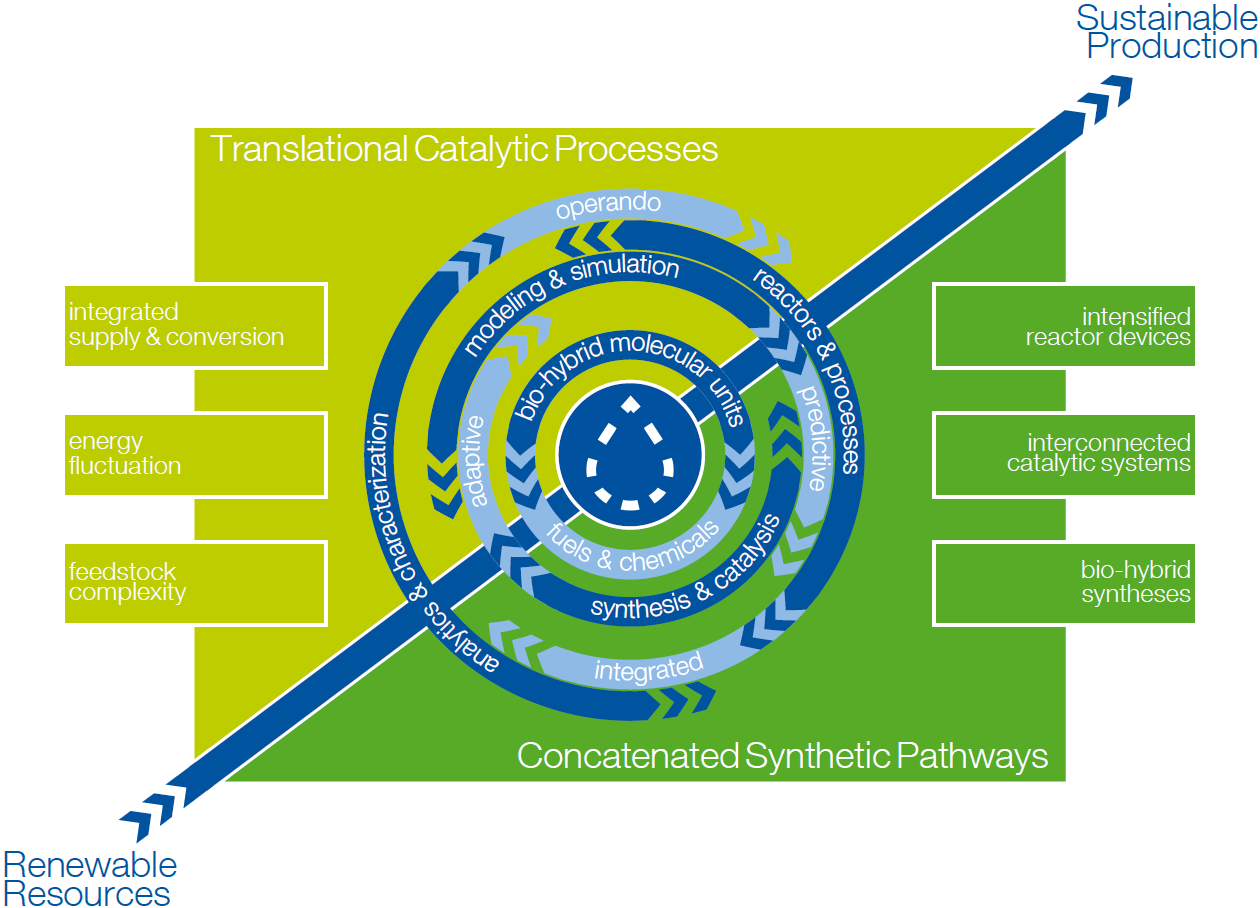 Sustainable
Production
Translational Catalytic Processes
operando
modeling & simulation
reactors & processes
integrated
supply & conversion
intensified
reactor devices
bio-hybrid molecular units
adaptive
predictive
energy
fluctuation
interconnected
catalytic systems
analytics & characterization
fuels & chemicals
synthesis & catalysis
feedstock
complexity
bio-hybrid
syntheses
integrated
Concatenated Synthetic Pathways
Renewable
Resources